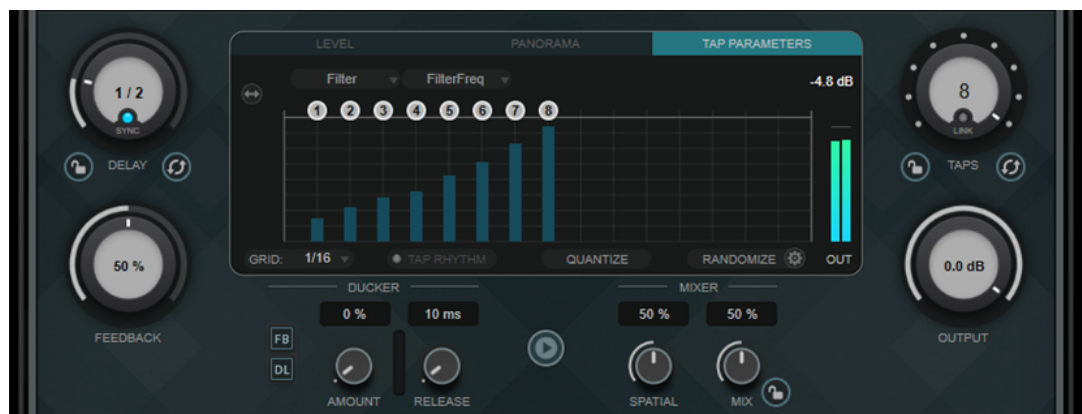 LEVEL PANORAMA TAP PARAMETERS
Filter FilterFreq -4.8 dB
1 2 3 4 5 6 7 8
1 / 2
SYNC
DELAY
8
LINK
TAPS
GRID: 1/16 TAP RHYTHM QUANTIZE RANDOMIZE OUT
50 %
FEEDBACK
DUCKER
0 % 10 ms
FB
DL
AMOUNT RELEASE
MIXER
50 % 50 %
SPATIAL MIX
0.0 dB
OUTPUT